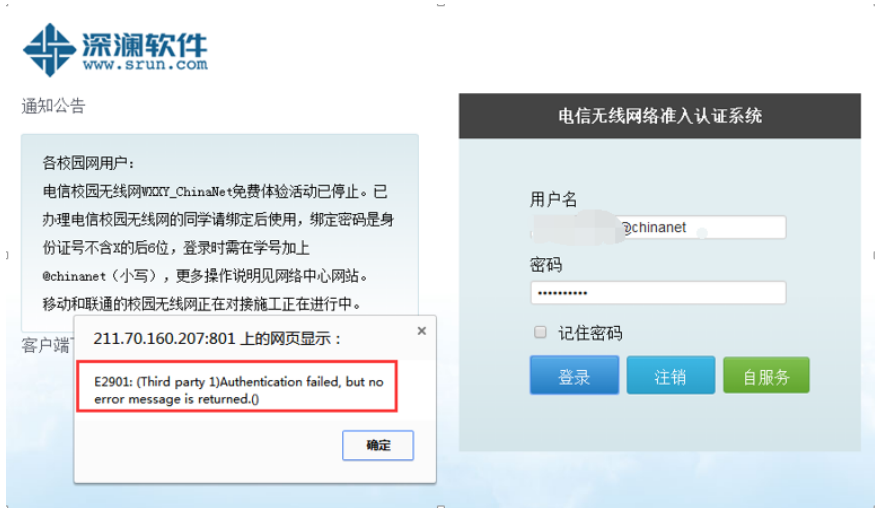 深澜软件
www.srun.com
通知公告
各校园网用户：
电信校园无线网WXXY_ChinaNet免费体验活动已停止。已
办理电信校园无线网的同学请绑定后使用，绑定密码是身
份证号不含X的后6位，登录时需在学号加上
@chinanet（小写），更多操作说明见网络中心网站。
移动和联通的校园无线网正在对接施工正在进行中。
客户端
211.70.160.207:801 上的网页显示：
×
E2901: (Third party 1)Authentication failed, but no
error message is returned.()
确定
电信无线网络准入认证系统
用户名
@chinanet
密码
••••••••••
记住密码
登录
注销
自服务